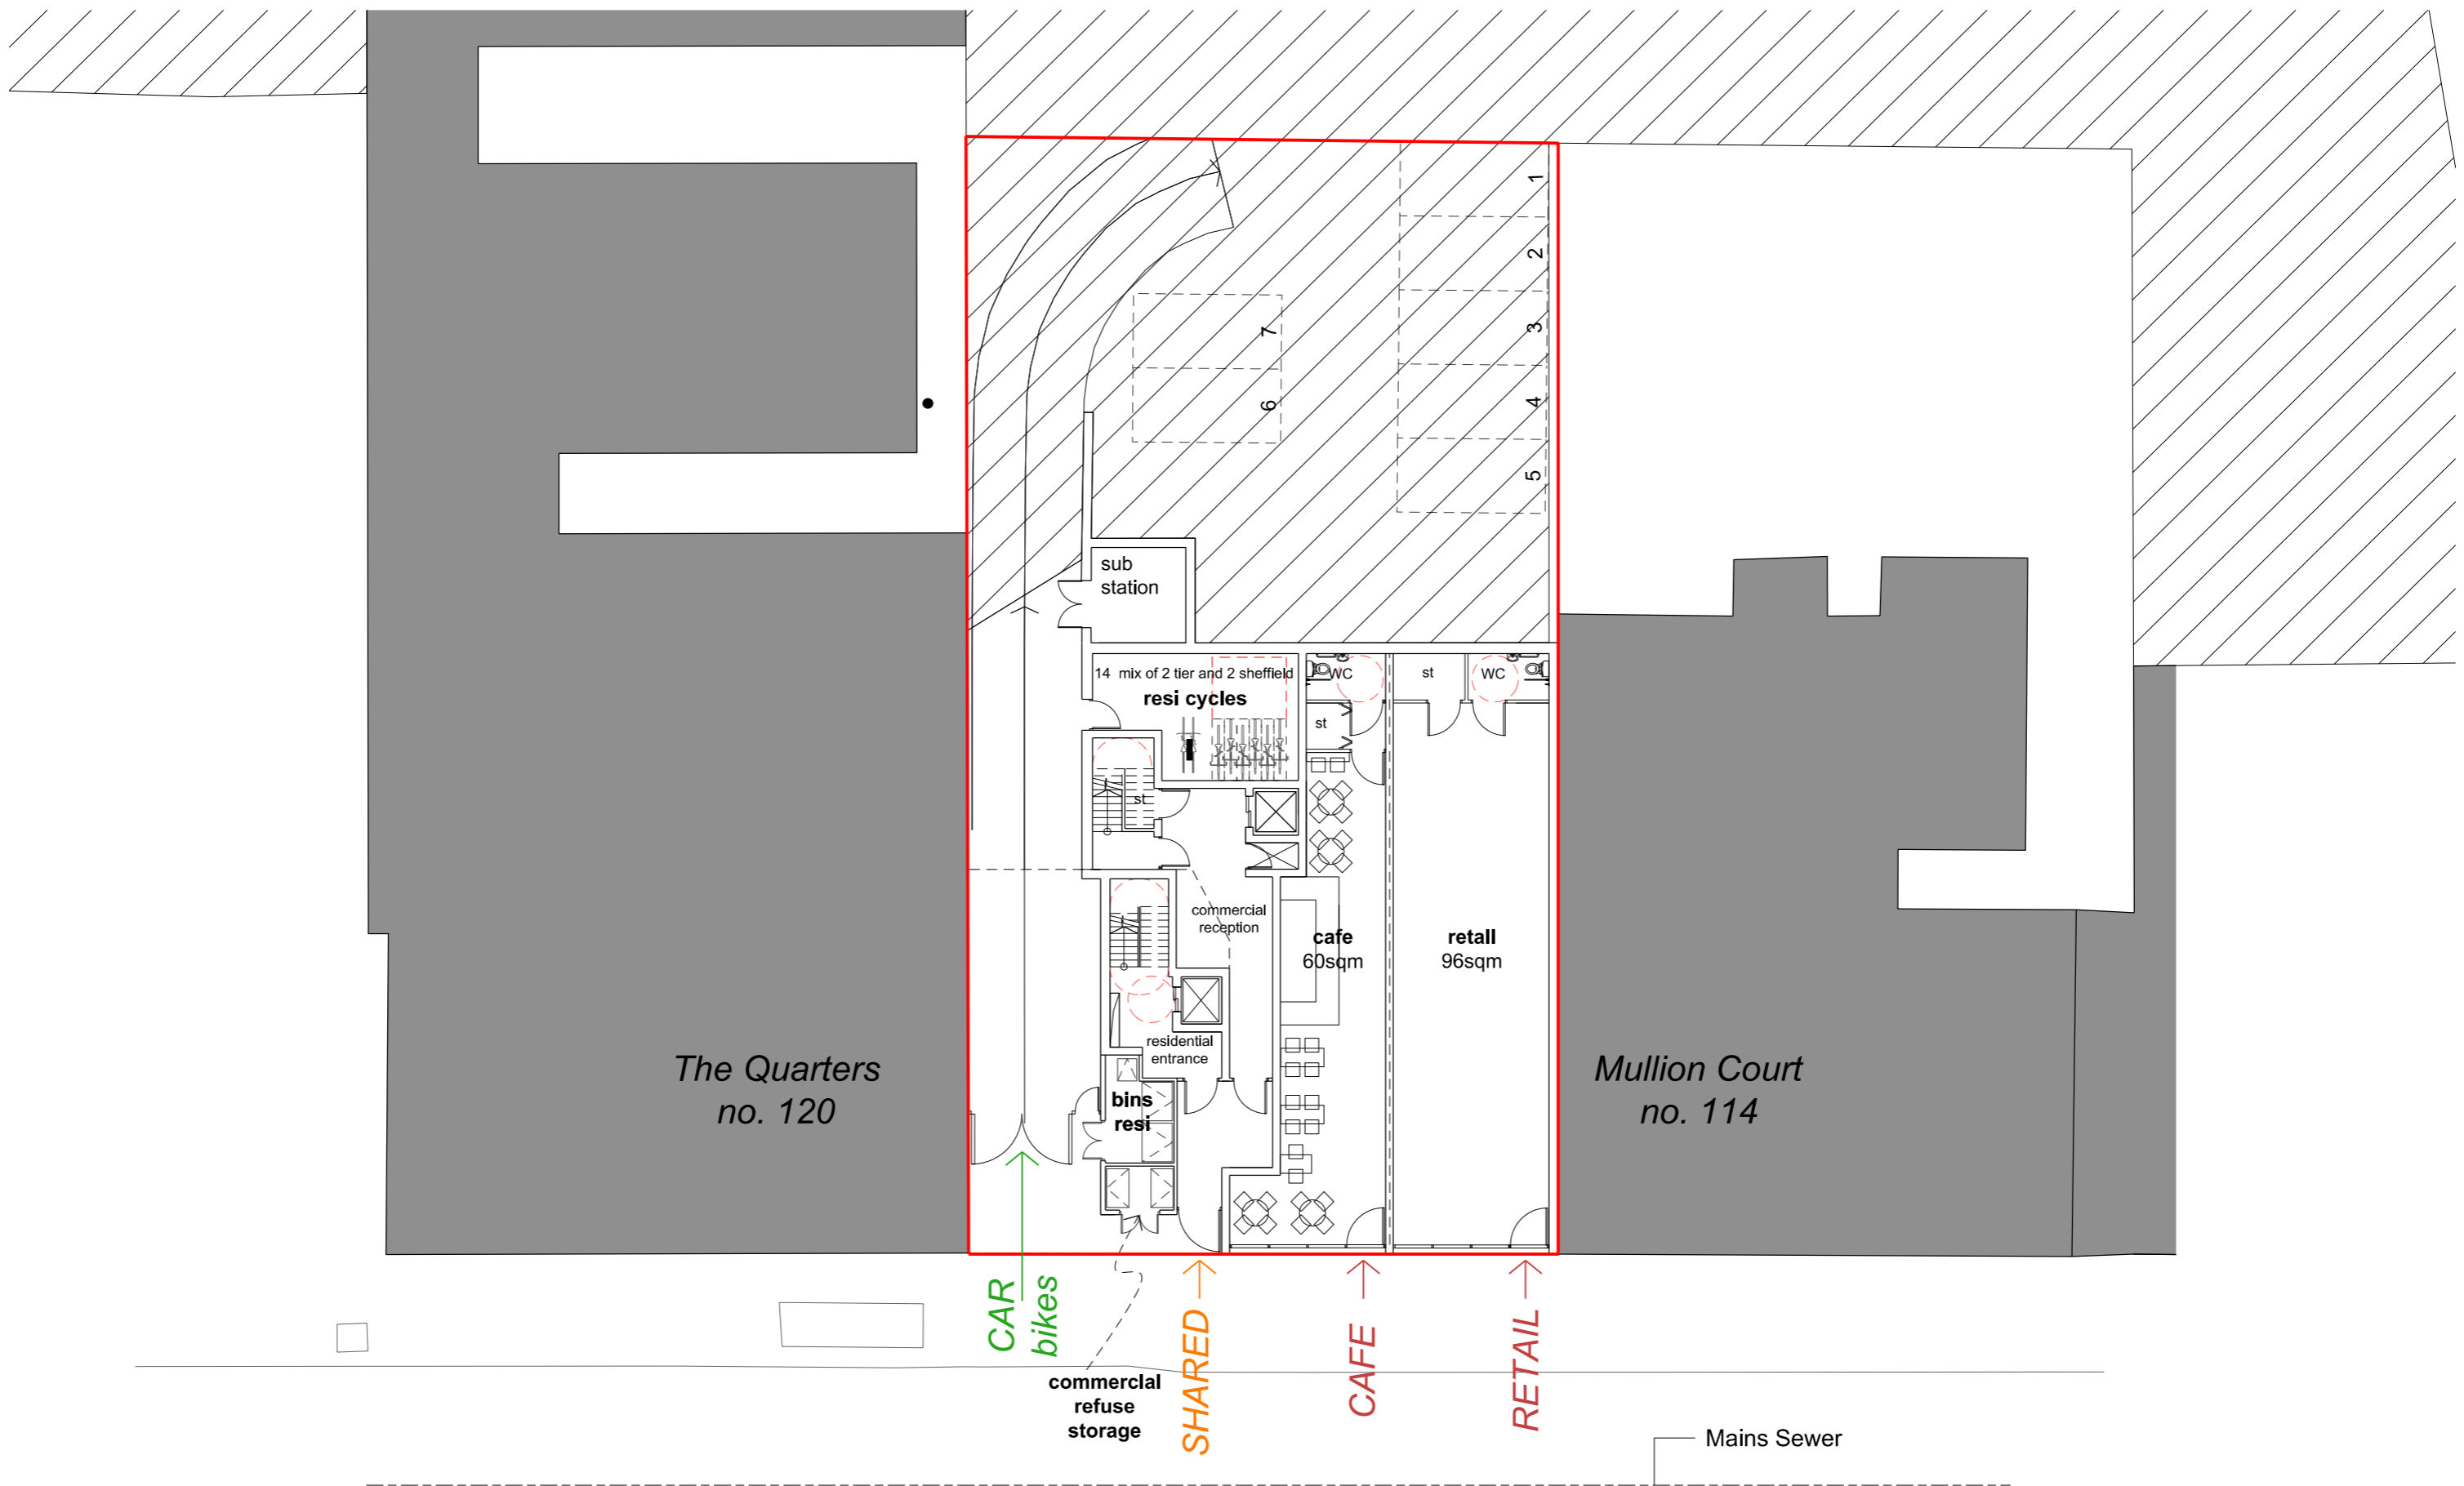 1
2
3
4
5
7
6
sub
station
14 mix of 2 tier and 2 sheffield
resi cycles
WC
st
WC
st
st
commercial
reception
cafe
60sqm
retail
96sqm
residential
entrance
bins
resi
The Quarters
no. 120
Mullion Court
no. 114
CAR
bikes
SHARED
CAFE
RETAIL
commercial
refuse
storage
Mains Sewer